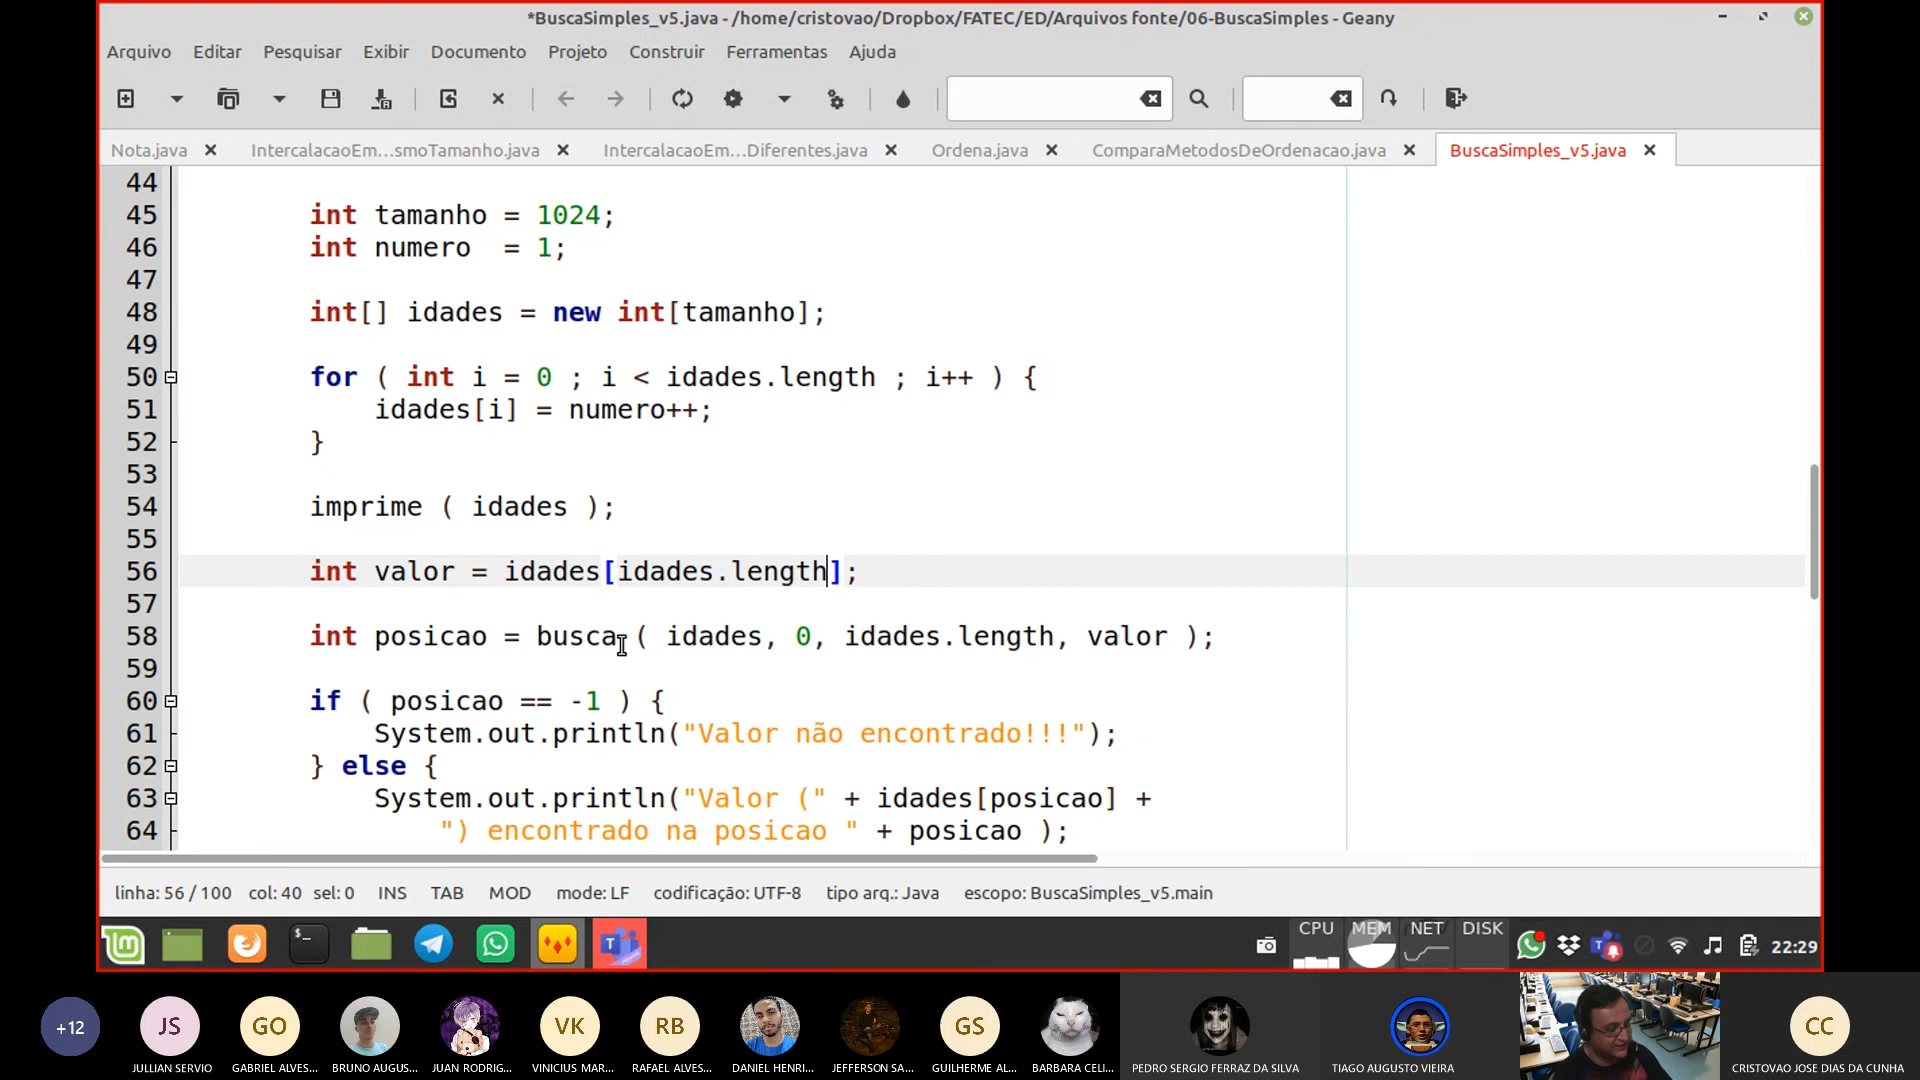 *BuscaSimples_v5.java - /home/cristovao/Dropbox/FATEC/ED/Arquivos fonte/06-BuscaSimples - Geany
Arquivo Editar Pesquisar Exibir Documento Projeto Construir Ferramentas Ajuda
Nota.java IntercalacaoEm...smoTamanho.java IntercalacaoEm...Diferentes.java Ordena.java ComparaMetodosDeOrdenacao.java BuscaSimples_v5.java
44
45 int tamanho = 1024;
46 int numero  = 1;
47
48 int[] idades = new int[tamanho];
49
50 for ( int i = 0 ; i < idades.length ; i++ ) {
51 idades[i] = numero++;
52 }
53
54 imprime ( idades );
55
56 int valor = idades[idades.length];
57
58 int posicao = busca ( idades, 0, idades.length, valor );
59
60 if ( posicao == -1 ) {
61 System.out.println("Valor não encontrado!!!");
62 } else {
63 System.out.println("Valor (" + idades[posicao] +
64 ") encontrado na posicao " + posicao );
linha: 56 / 100 col: 40 sel: 0 INS TAB MOD mode: LF codificação: UTF-8 tipo arq.: Java escopo: BuscaSimples_v5.main
CPU MEM NET DISK 22:29
+12 JS GO VK RB GS CC
JULLIAN SERVIO GABRIEL ALVES... BRUNO AUGUS... JUAN RODRIG... VINICIUS MAR... RAFAEL ALVES... DANIEL HENRI... JEFFERSON SA... GUILHERME AL... BARBARA CELI... PEDRO SERGIO FERRAZ DA SILVA TIAGO AUGUSTO VIEIRA CRISTOVAO JOSE DIAS DA CUNHA